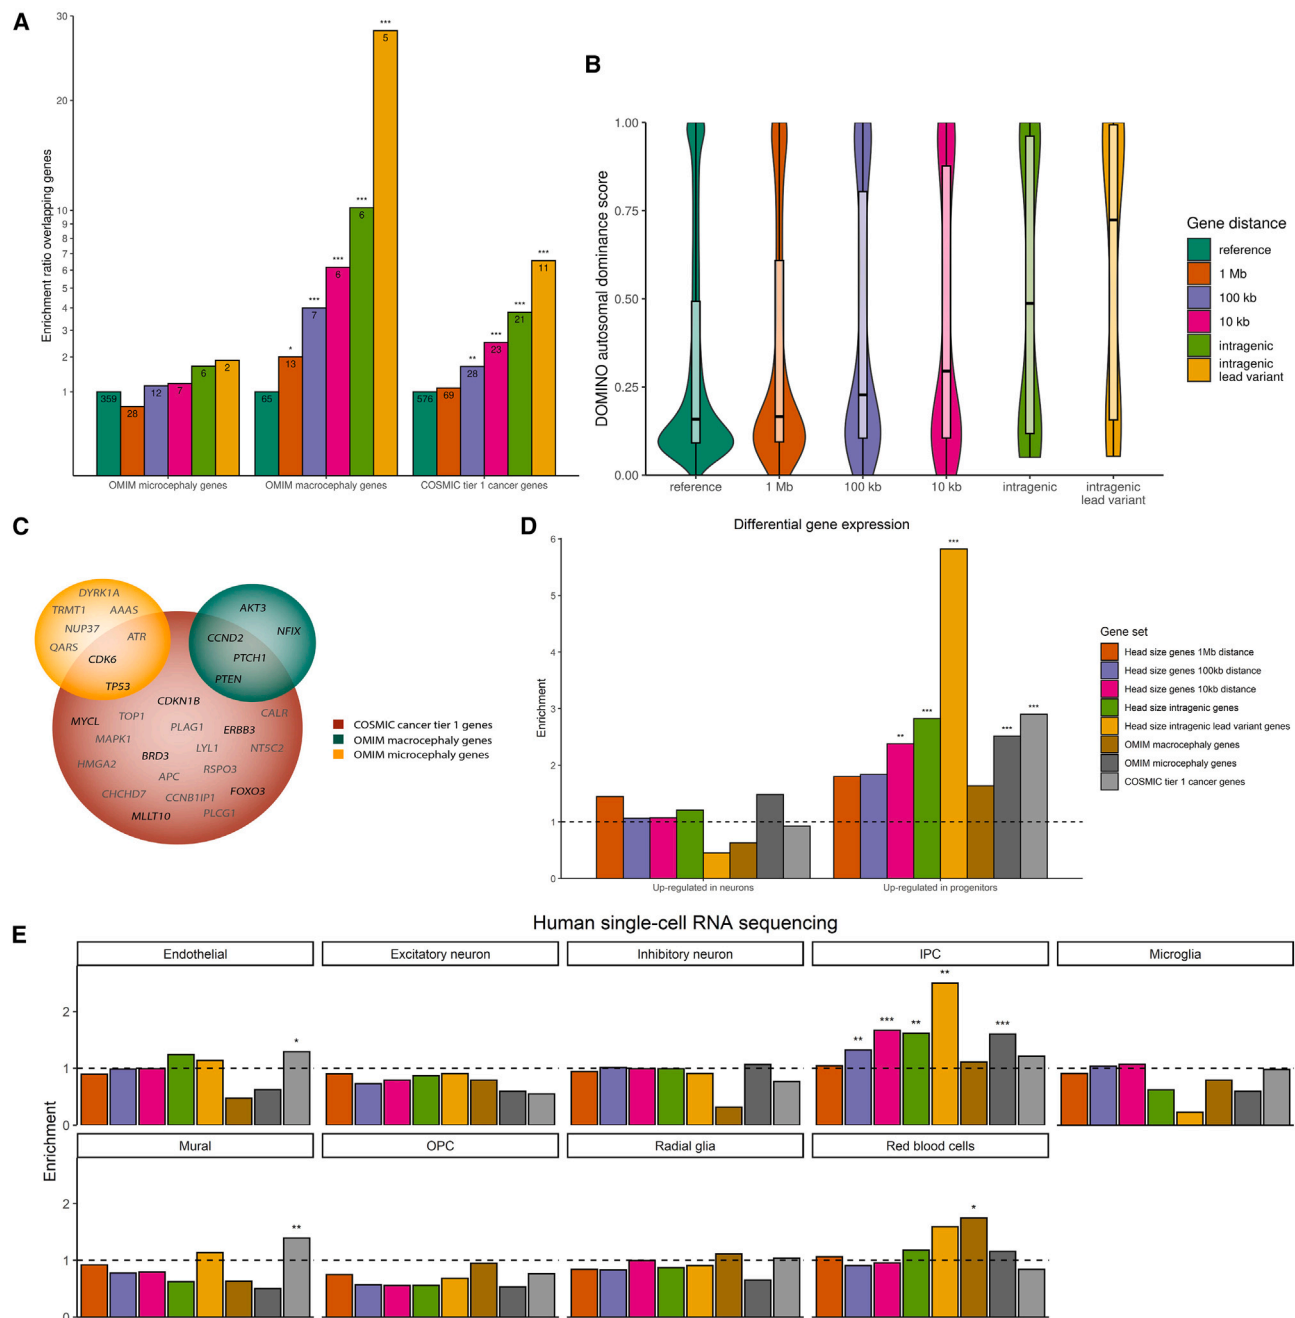 A
Enrichment ratio overlapping genes
30
20
10
9
8
7
6
5
4
3
2
1
359
28
12
7
6
2
65
* 13
*** 7
*** 6
*** 6
*** 5
576
69
** 28
*** 23
*** 21
*** 11
OMIM microcephaly genes
OMIM macrocephaly genes
COSMIC tier 1 cancer genes
B
DOMINO autosomal dominance score
1.00
0.75
0.50
0.25
0.00
reference
1 Mb
100 kb
10 kb
intragenic
intragenic
lead variant
Gene distance
reference
1 Mb
100 kb
10 kb
intragenic
intragenic
lead variant
C
DYRK1A
TRMT1 AAAS
NUP37
ATR
QARS
CDK6
TP53
AKT3
NFIX
CCND2
PTCH1
PTEN
CDKN1B
MYCL TOP1 CALR
PLAG1 ERBB3
MAPK1 LYL1 NT5C2
BRD3
HMGA2 RSPO3
APC
CHCHD7 CCNB1IP1 FOXO3
MLLT10 PLCG1
COSMIC cancer tier 1 genes
OMIM macrocephaly genes
OMIM microcephaly genes
D
Differential gene expression
Enrichment
6
5
4
3
2
1
0
** *** *** *** ***
Up-regulated in neurons
Up-regulated in progenitors
Gene set
Head size genes 1Mb distance
Head size genes 100kb distance
Head size genes 10kb distance
Head size intragenic genes
Head size intragenic lead variant genes
OMIM macrocephaly genes
OMIM microcephaly genes
COSMIC tier 1 cancer genes
E
Human single-cell RNA sequencing
Enrichment
Endothelial
Excitatory neuron
Inhibitory neuron
IPC
Microglia
2
1
0
*
** *** ** ** ***
Mural
OPC
Radial glia
Red blood cells
2
1
0
**
*